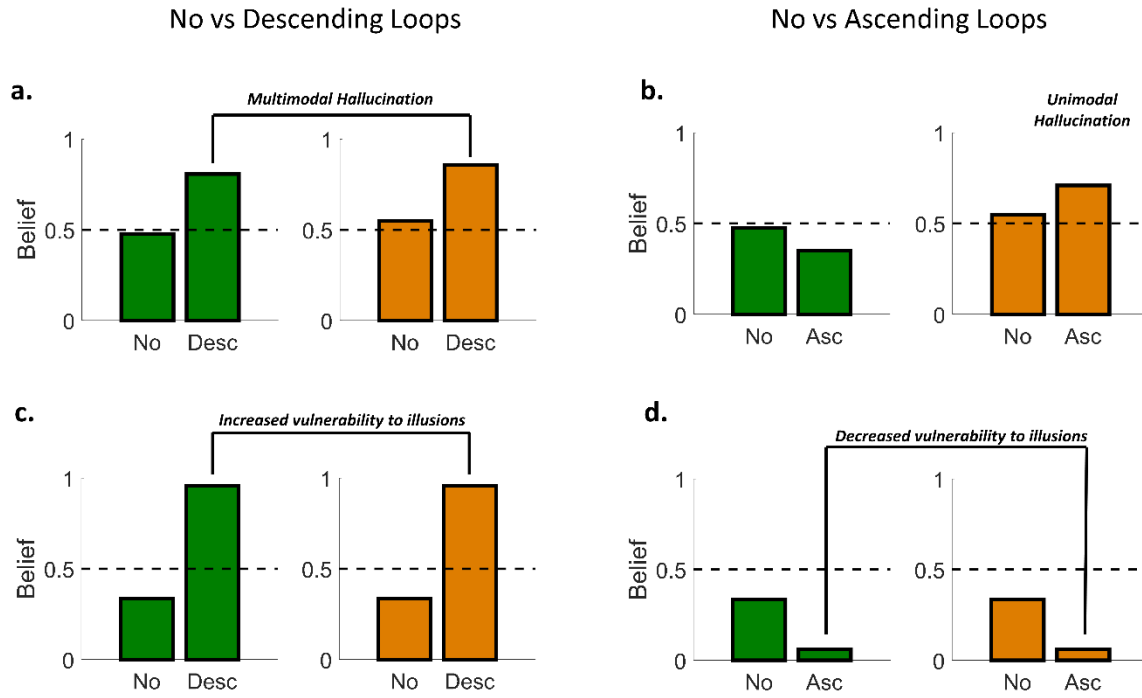 No vs Descending Loops
No vs Ascending Loops
a.
Multimodal Hallucination
Belief
1
0.5
0
No Desc
1
0.5
0
No Desc
b.
Unimodal
Hallucination
Belief
1
0.5
0
No Asc
1
0.5
0
No Asc
c.
Increased vulnerability to illusions
Belief
1
0.5
0
No Desc
1
0.5
0
No Desc
d.
Decreased vulnerability to illusions
Belief
1
0.5
0
No Asc
1
0.5
0
No Asc